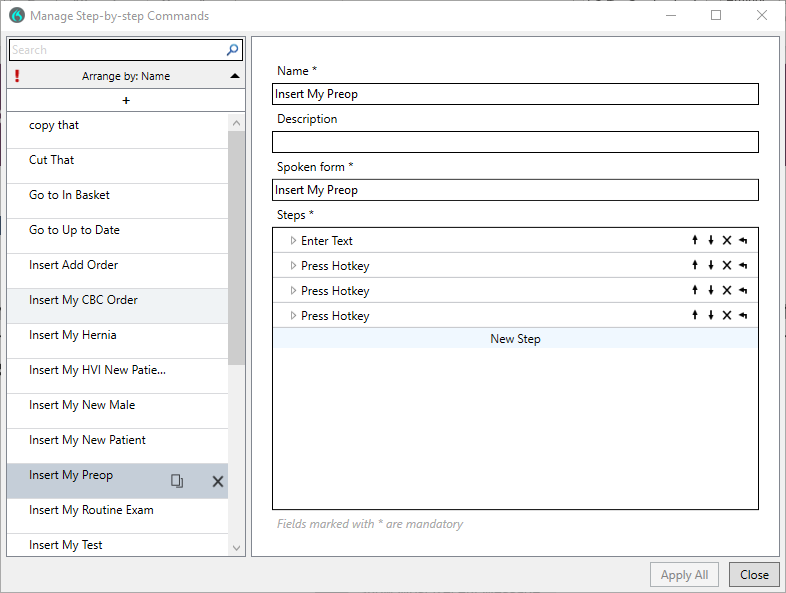 Manage Step-by-step Commands
Search
Arrange by: Name
+
copy that
Cut That
Go to In Basket
Go to Up to Date
Insert Add Order
Insert My CBC Order
Insert My Hernia
Insert My HVI New Patie...
Insert My New Male
Insert My New Patient
Insert My Preop
Insert My Routine Exam
Insert My Test
Name *
Insert My Preop
Description
Spoken form *
Insert My Preop
Steps *
Enter Text
Press Hotkey
Press Hotkey
Press Hotkey
New Step
Fields marked with * are mandatory
Apply All
Close